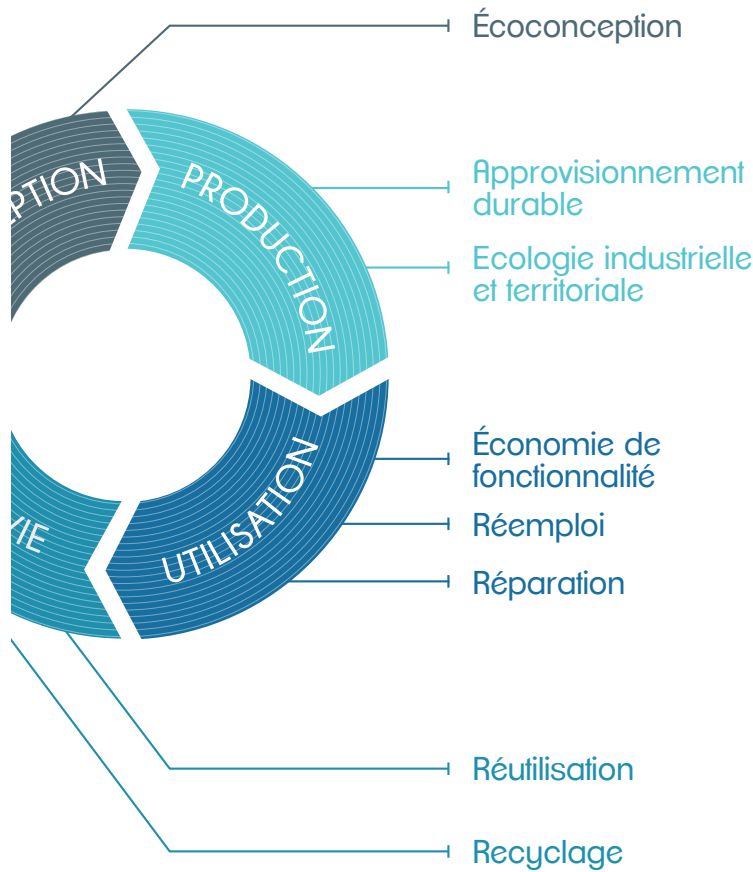 Écoconception
PTION
PRODUCTION
Approvisionnement
durable
Ecologie industrielle
et territoriale
Économie de
fonctionnalité
UTILISATION
Réemploi
VIE
Réparation
Réutilisation
Recyclage